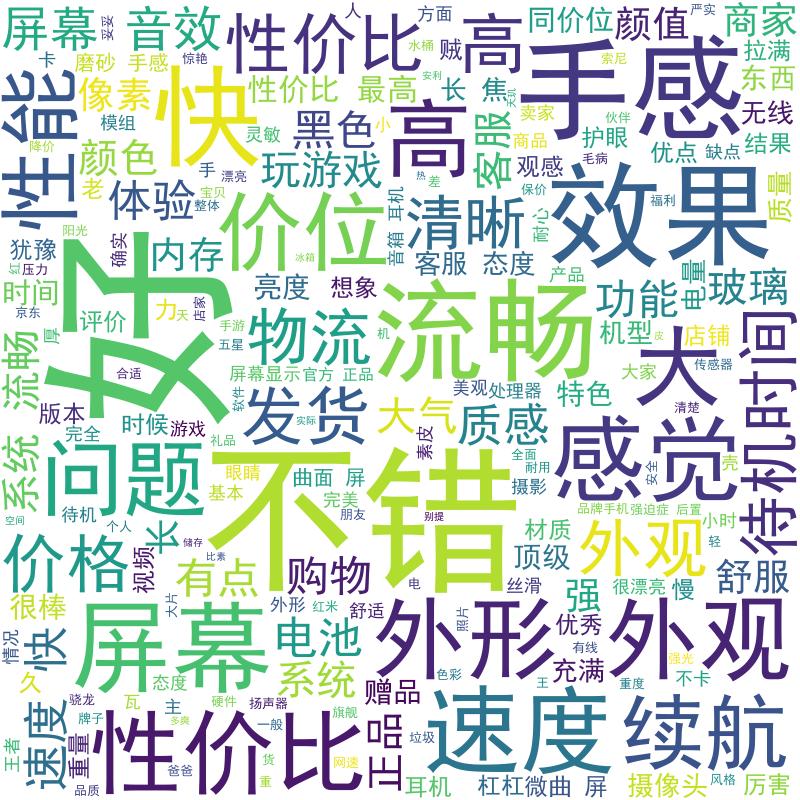 屏幕
妥妥
音效
性价比
人
高
方面
同价位
颜值
严实
商家
卡
磨砂
手感
惊艳
水桶
贼
手感
索尼
拉满
性能
像素
快
性价比
最高
长
焦
安利
天玑
卖家
伙伴
东西
降价
模组
灵敏
黑色
小
高
客服
商品
护眼
无线
颜色
手
漂亮
玩游戏
热
差
观感
毛病
优点
缺点
结果
老
体验
宝贝
整体
价位
耳机
音箱
清晰
保价
耐心
效果
福利
质量
阳光
犹豫
确实
内存
冰箱
客服
态度
产品
电量
玻璃
红
压力
时间
力
天
店家
亮度
想象
功能
京东
厚
评价
手游
物流
流畅
机
机型
店铺
皮
大
待机时间
流畅
好
合适
五星
屏幕显示
官方
正品
美观
处理器
大家
传感器
版本
时候
游戏
发货
软件
实际
大气
质感
特色
清楚
系统
完全
问题
礼品
素皮
全面
耐用
感觉
安全
壳
眼睛
基本
不错
曲面
屏
完美
摄影
品牌手机
强迫症
后置
空间
待机
个人
长
朋友
别提
材质
小时
轻
价格
储存
视频
比素
有点
购物
顶级
外观
舒服
很棒
大片
外形
红米
舒适
电
丝滑
强
很漂亮
慢
情况
快
屏幕
电池
外形
照片
优秀
有线
外观
久
骁龙
态度
系统
色彩
王
充满
强光
不卡
王者
速度
重量
牌子
瓦
主
硬件
扬声器
赠品
正品
速度
重度
续航
性价比
多爽
一般
旗舰
垃圾
品质
爸爸
货
重
网速
耳机
杠杠
微曲
屏
摄像头
风格
厉害